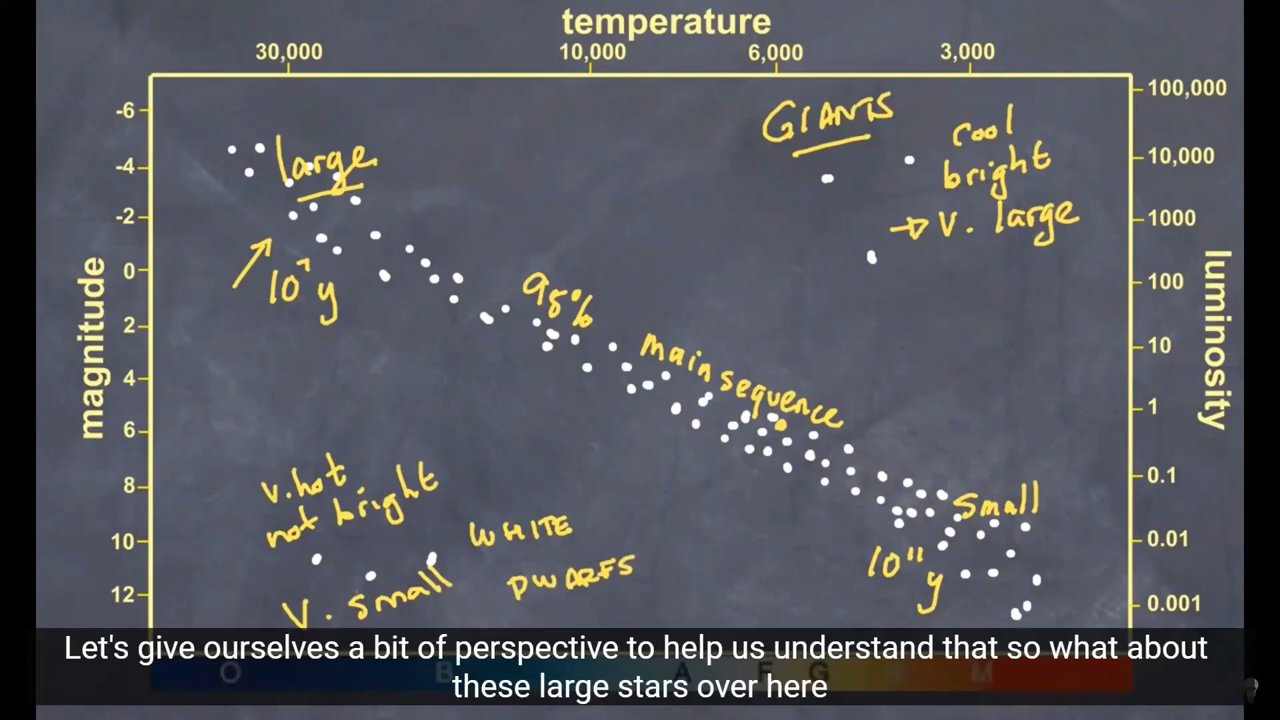 temperature
30,000 10,000 6,000 3,000
magnitude
-6
-4
-2
0
2
4
6
8
10
12
100,000
10,000
1000
100
10
1
0.1
0.01
0.001
luminosity
GIANTS
cool
bright
→ v. large
large
10⁷ y
95%
main sequence
v. hot
not bright
WHITE
DWARFS
v. small
small
10¹¹
y
O B A F G M
Let's give ourselves a bit of perspective to help us understand that so what about
these large stars over here